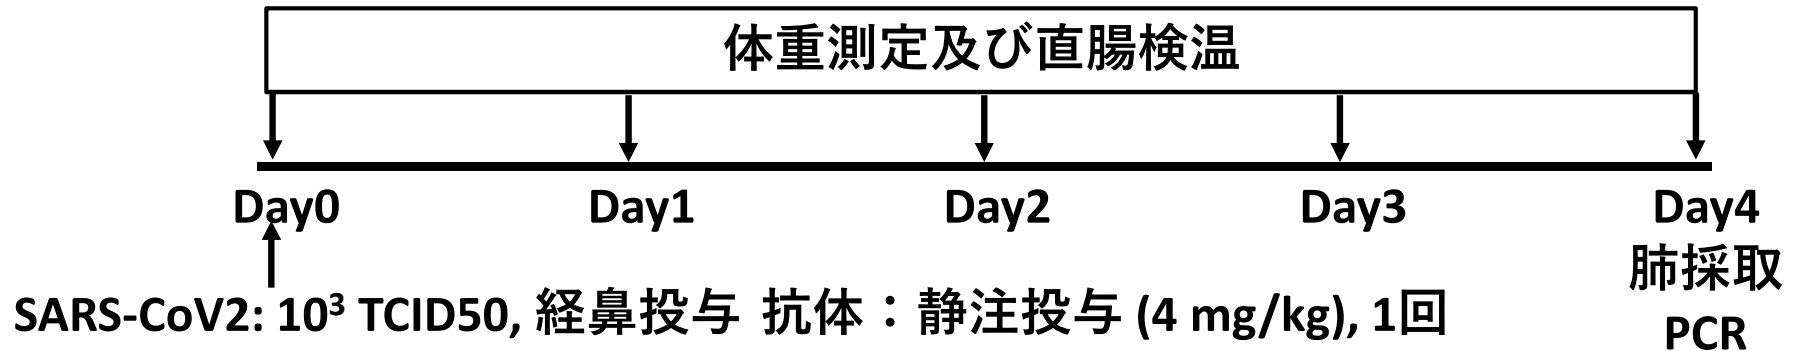 体重測定及び直腸検温
Day0 Day1 Day2 Day3 Day4
肺採取
SARS-CoV2: 10³ TCID50, 経鼻投与 抗体：静注投与 (4 mg/kg), 1回
PCR